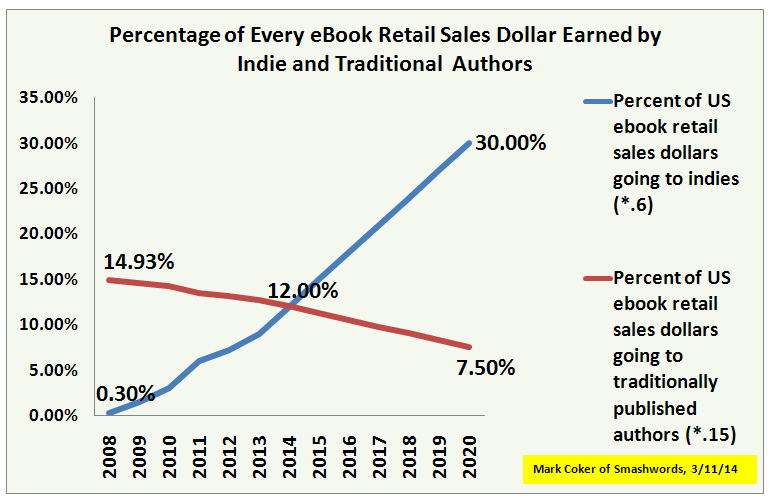 Percentage of Every eBook Retail Sales Dollar Earned by
Indie and Traditional Authors
35.00%
30.00%
25.00%
20.00%
15.00%
10.00%
5.00%
0.00%
14.93%
0.30%
12.00%
30.00%
7.50%
2008
2009
2010
2011
2012
2013
2014
2015
2016
2017
2018
2019
2020
Percent of US
ebook retail
sales dollars
going to indies
(*.6)
Percent of US
ebook retail
sales dollars
going to
traditionally
published
authors (*.15)
Mark Coker of Smashwords, 3/11/14